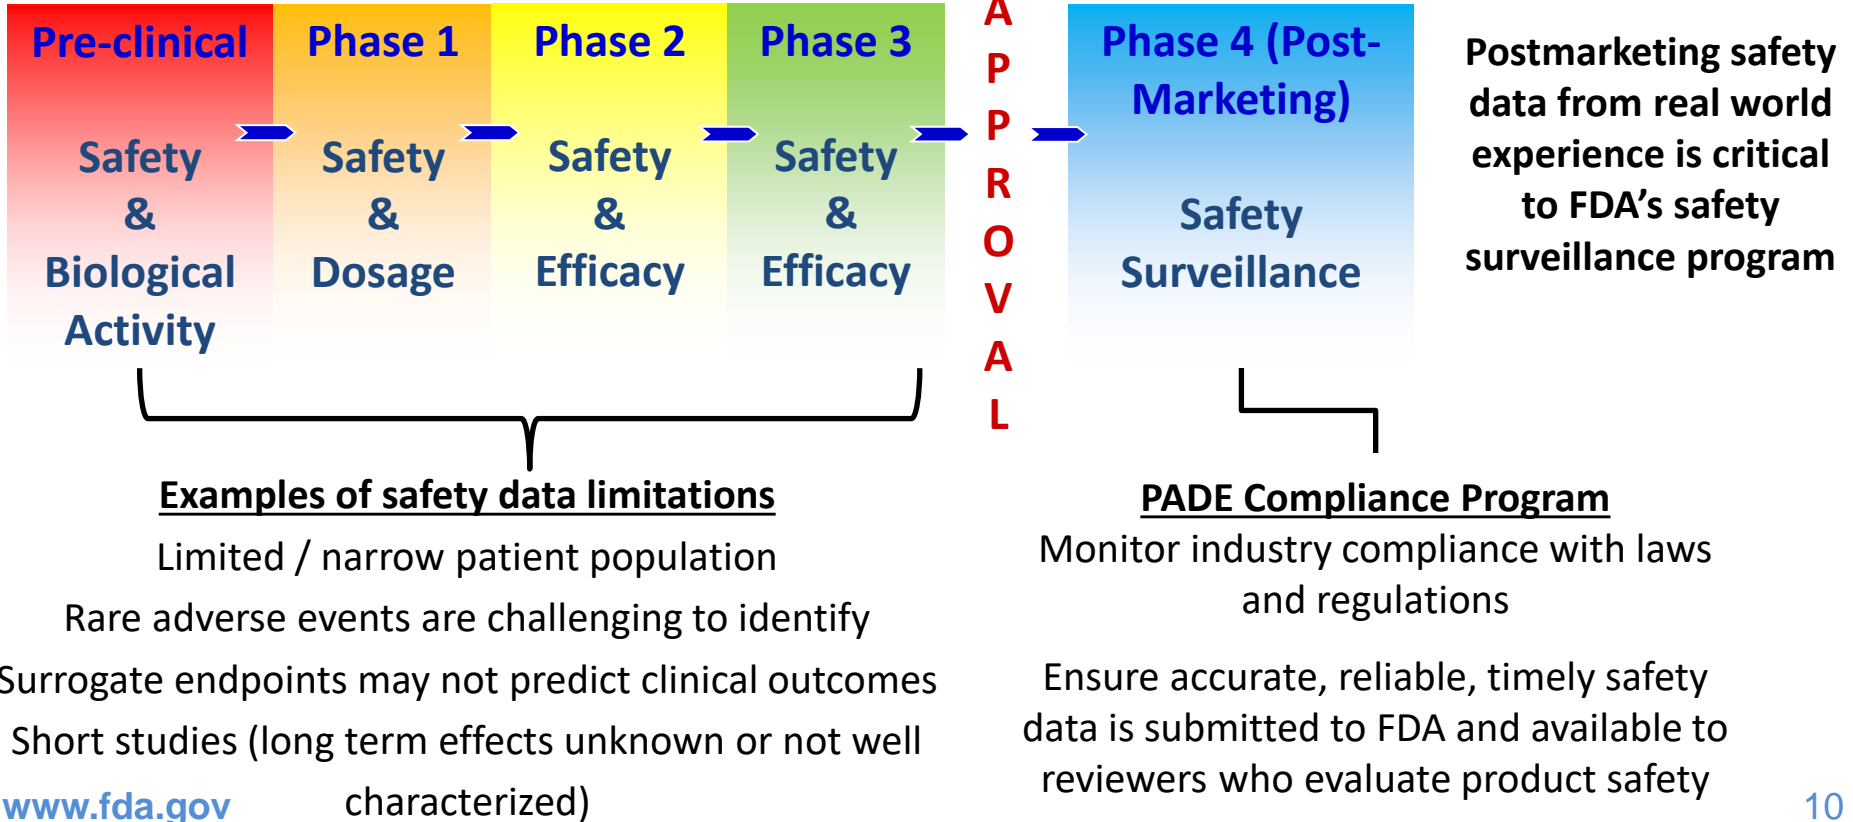 Pre-clinical
Safety
&
Biological
Activity
Phase 1
Safety
&
Dosage
Phase 2
Safety
&
Efficacy
Phase 3
Safety
&
Efficacy
APPROVAL
Phase 4 (Post-
Marketing)
Safety
Surveillance
Postmarketing safety
data from real world
experience is critical
to FDA’s safety
surveillance program
Examples of safety data limitations
Limited / narrow patient population
Rare adverse events are challenging to identify
Surrogate endpoints may not predict clinical outcomes
Short studies (long term effects unknown or not well
characterized)
PADE Compliance Program
Monitor industry compliance with laws
and regulations
Ensure accurate, reliable, timely safety
data is submitted to FDA and available to
reviewers who evaluate product safety
www.fda.gov
10